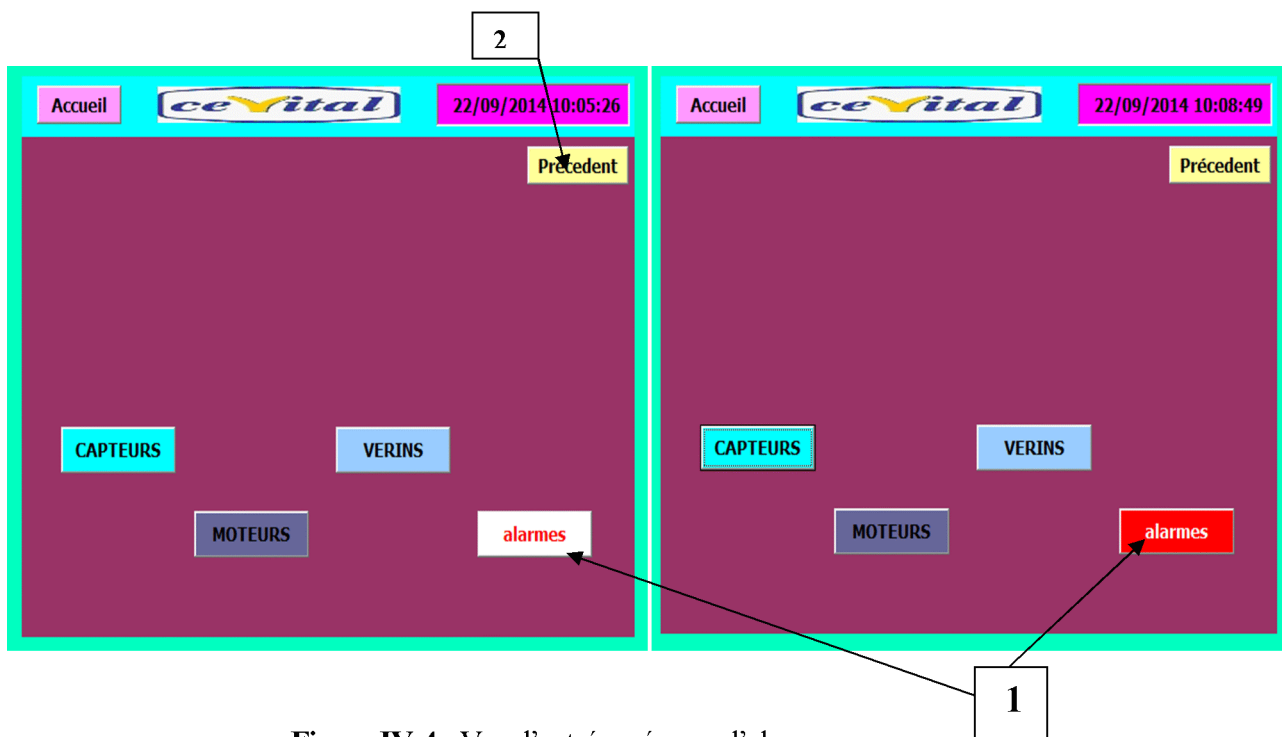 2
Accueil
cevital
22/09/2014 10:05:26
Précedent
CAPTEURS
VERINS
MOTEURS
alarmes
Accueil
cevital
22/09/2014 10:08:49
Précedent
CAPTEURS
VERINS
MOTEURS
alarmes
1